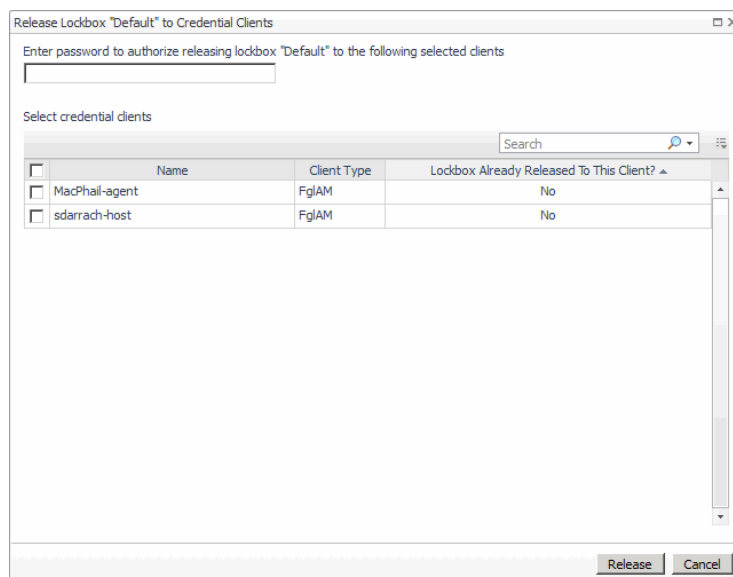 Release Lockbox "Default" to Credential Clients
Enter password to authorize releasing lockbox "Default" to the following selected clients
Select credential clients
Search
Name Client Type Lockbox Already Released To This Client?
MacPhail-agent FglAM No
sdarrach-host FglAM No
Release Cancel